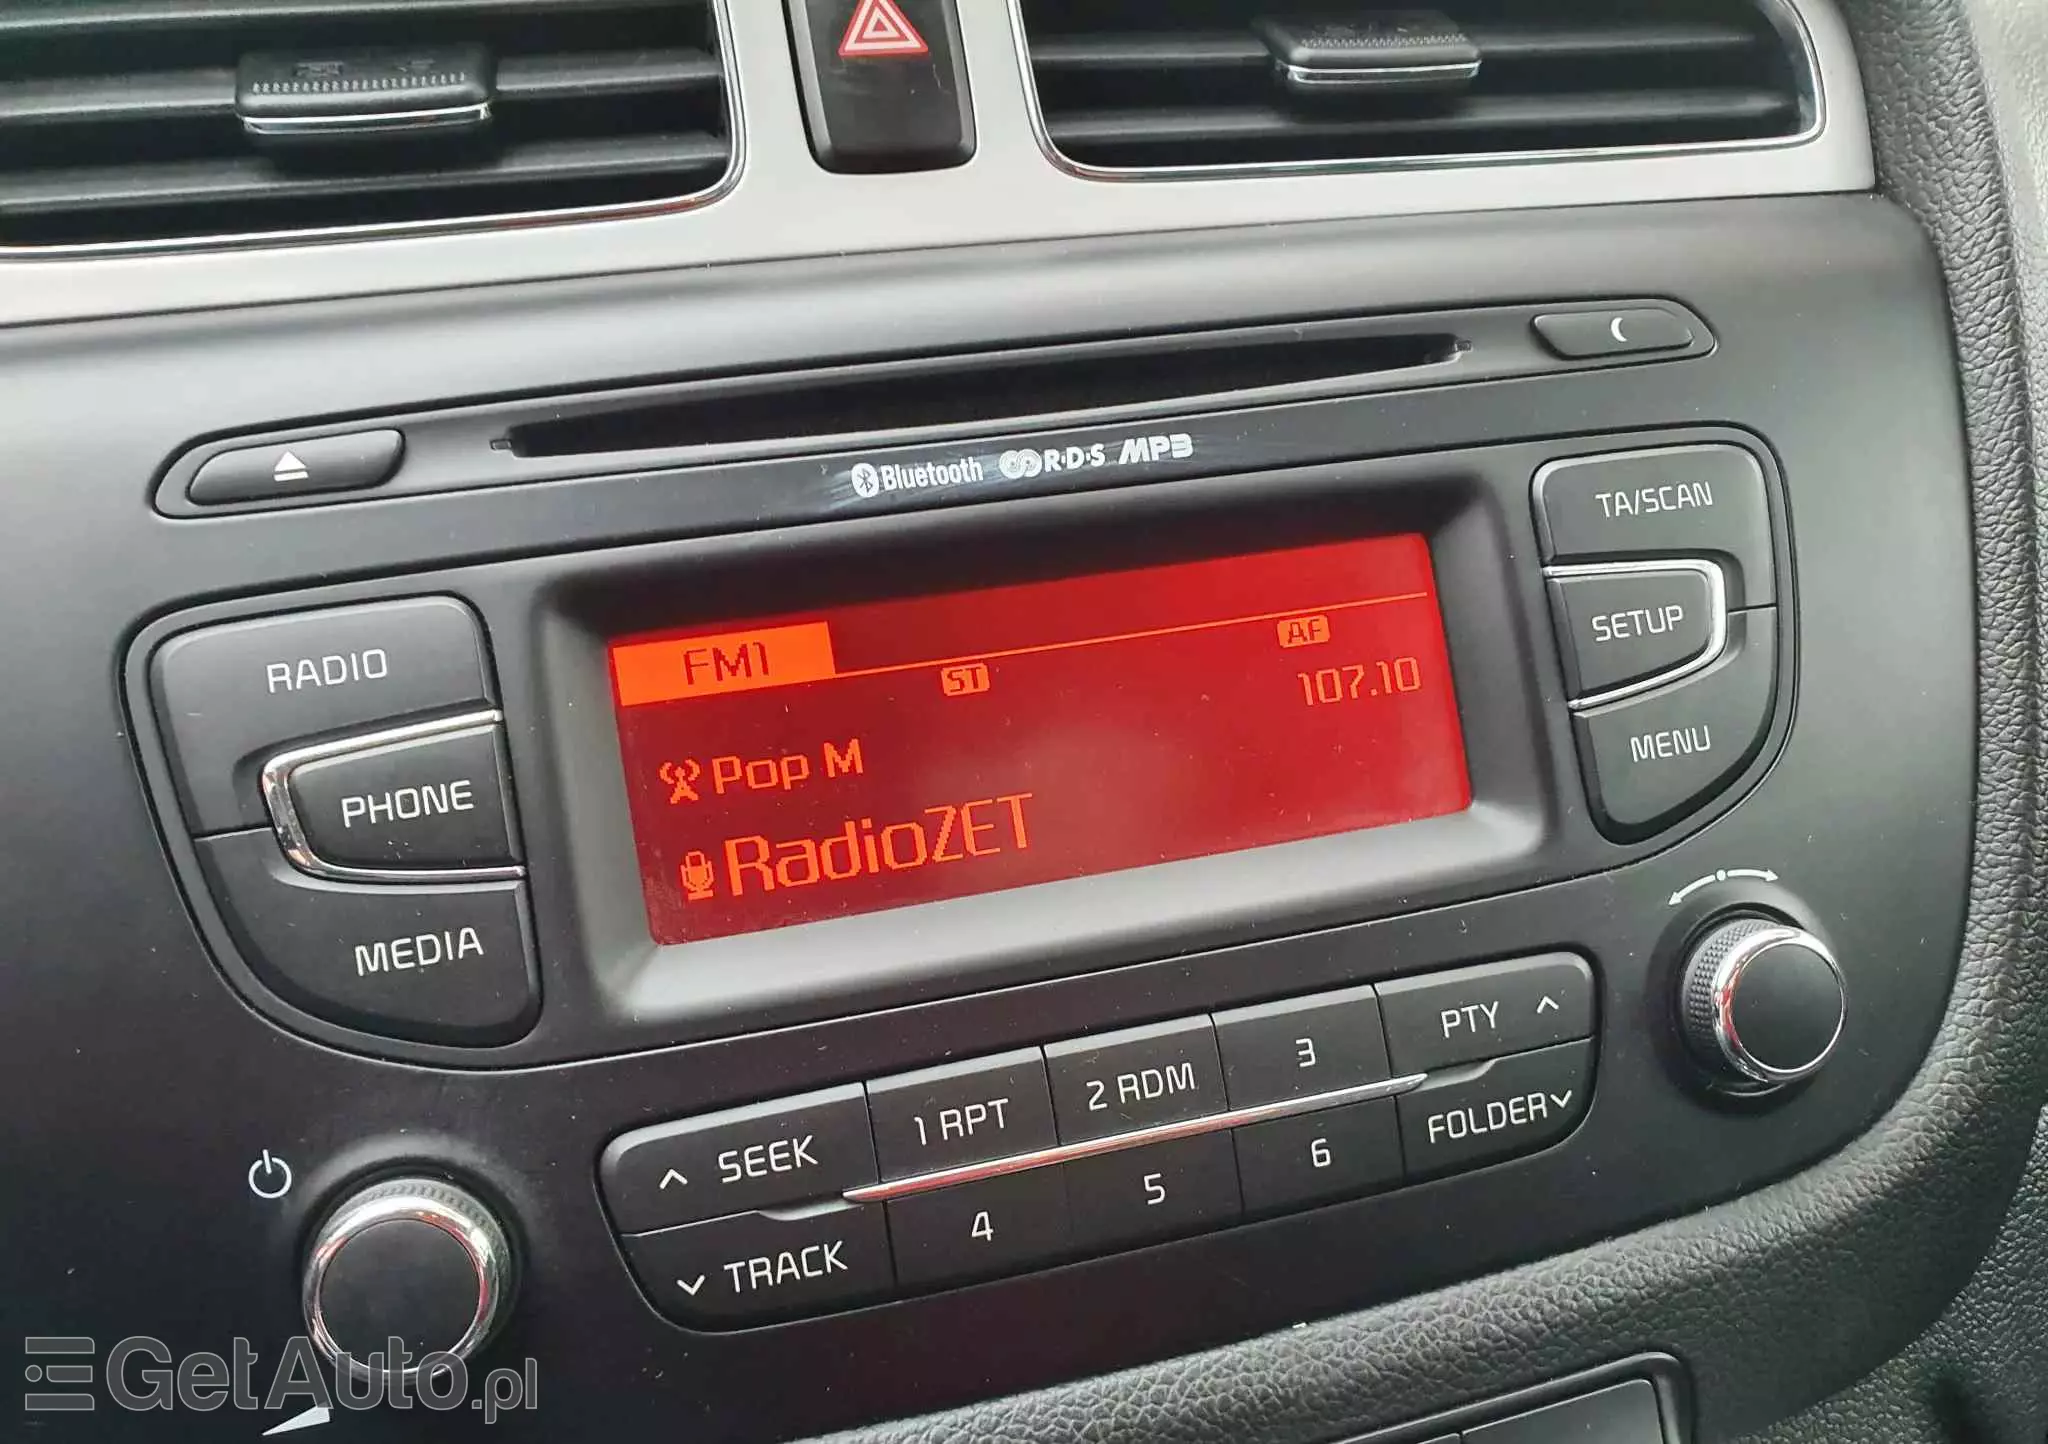 Bluetooth R·D·S MP3
TA/SCAN
SETUP
MENU
RADIO
PHONE
MEDIA
FM1
ST
AF
107.10
Pop M
RadioZET
SEEK
1 RPT
2 RDM
3
PTY
TRACK
4
5
6
FOLDER
GetAuto.pl